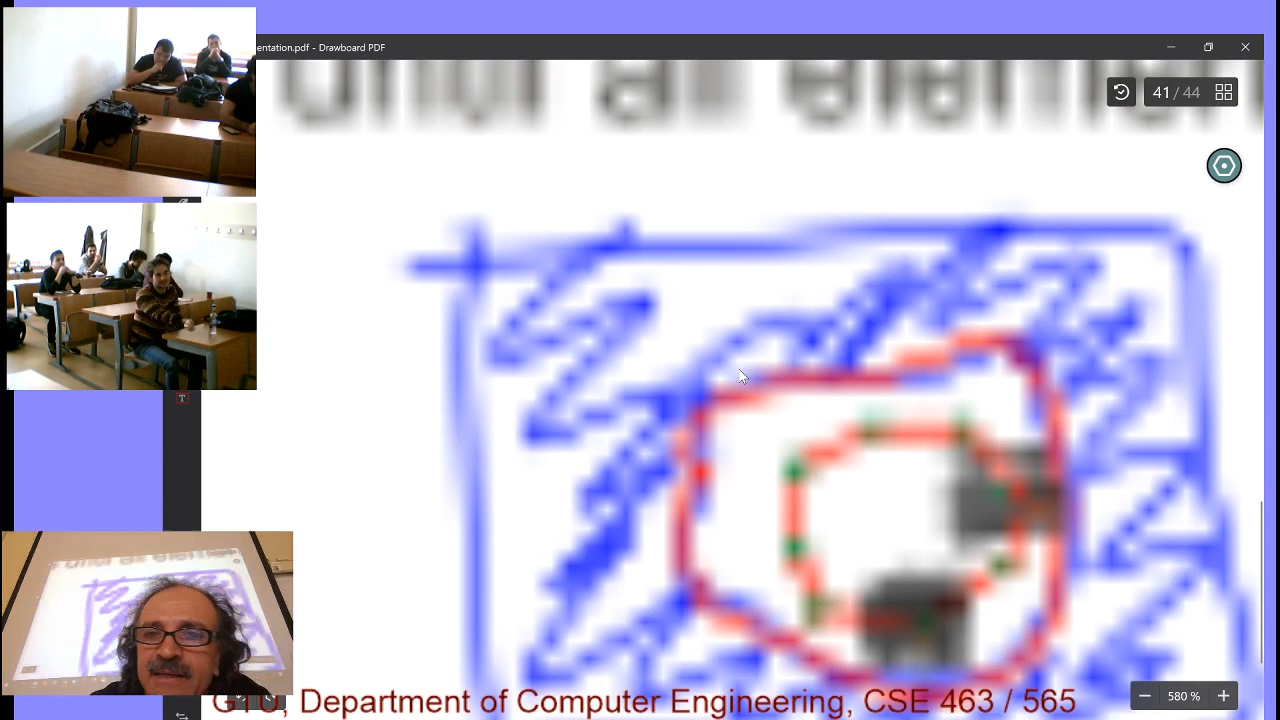 entation.pdf - Drawboard PDF
41 / 44
T
580 %
GTU, Department of Computer Engineering, CSE 463 / 565